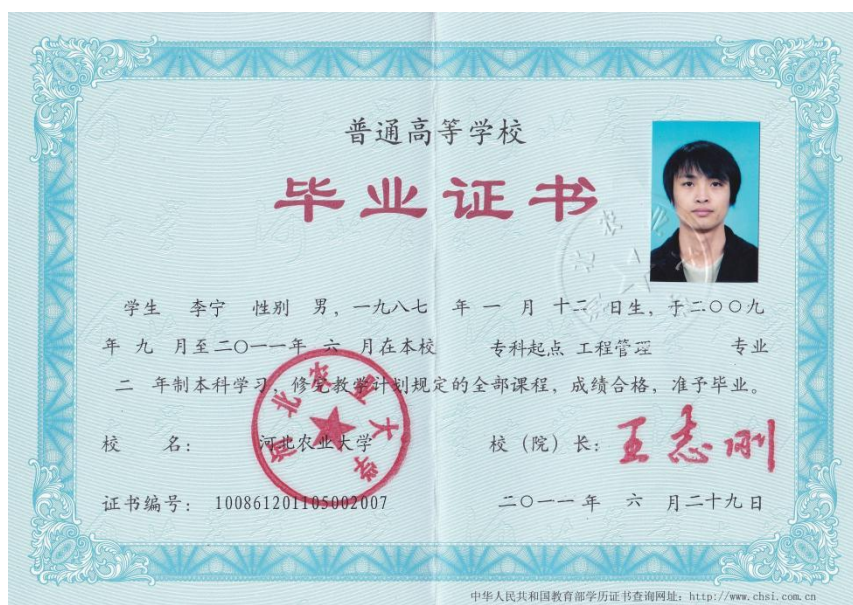 普通高等学校
毕业证书
学生 李宁 性别 男，一九八七 年 一 月 十二 日生，于二〇〇九
年 九 月至二〇一一年 六 月在本校 专科起点 工程管理 专业
二 年制本科学习，修完教学计划规定的全部课程，成绩合格，准予毕业。
校 名： 河北农业大学 校（院）长：王志刚
河北农业大学
证书编号： 100861201105002007 二〇一一年 六 月二十九日
中华人民共和国教育部学历证书查询网址：http://www.chsi.com.cn